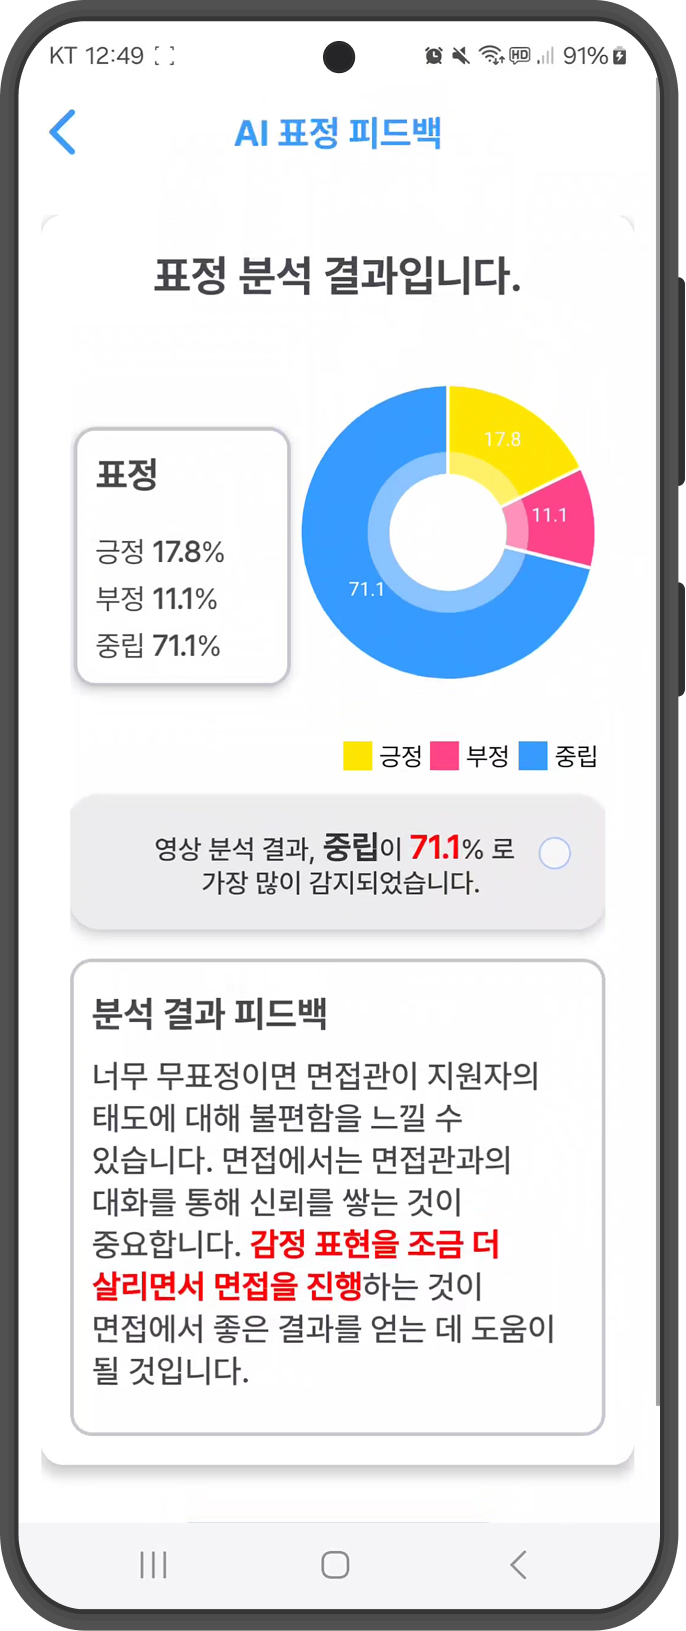 KT 12:49
HD
91%
AI 표정 피드백
표정 분석 결과입니다.
표정
긍정 17.8%
부정 11.1%
중립 71.1%
17.8
11.1
71.1
긍정 부정 중립
영상 분석 결과, 중립이 71.1% 로
가장 많이 감지되었습니다.
분석 결과 피드백
너무 무표정이면 면접관이 지원자의
태도에 대해 불편함을 느낄 수
있습니다. 면접에서는 면접관과의
대화를 통해 신뢰를 쌓는 것이
중요합니다. 감정 표현을 조금 더
살리면서 면접을 진행하는 것이
면접에서 좋은 결과를 얻는 데 도움이
될 것입니다.